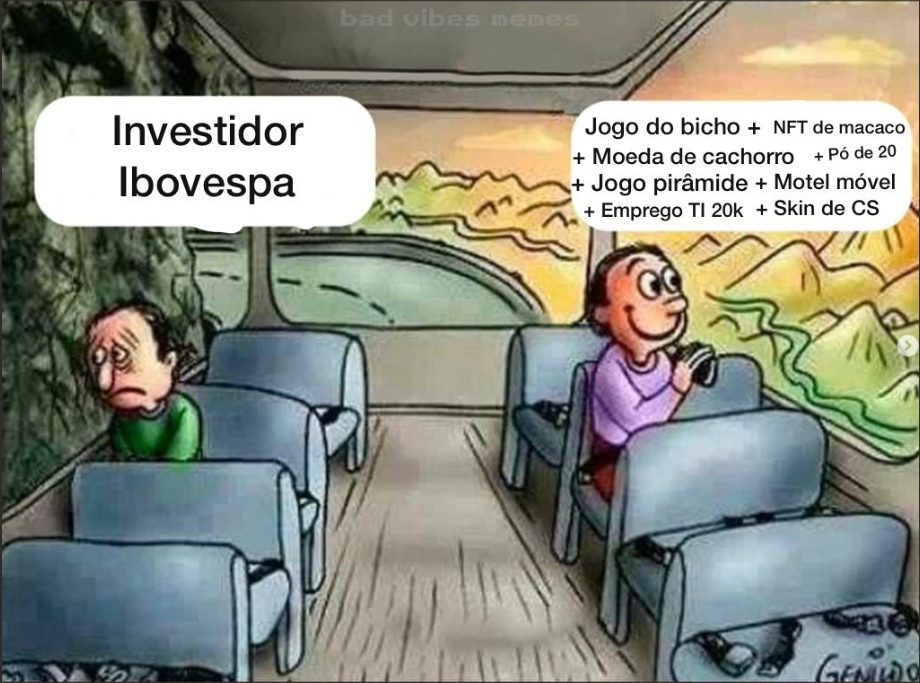 bad vibes memes
Investidor
Ibovespa
Jogo do bicho + NFT de macaco
+ Moeda de cachorro + Pó de 20
+ Jogo pirâmide + Motel móvel
+ Emprego TI 20k + Skin de CS